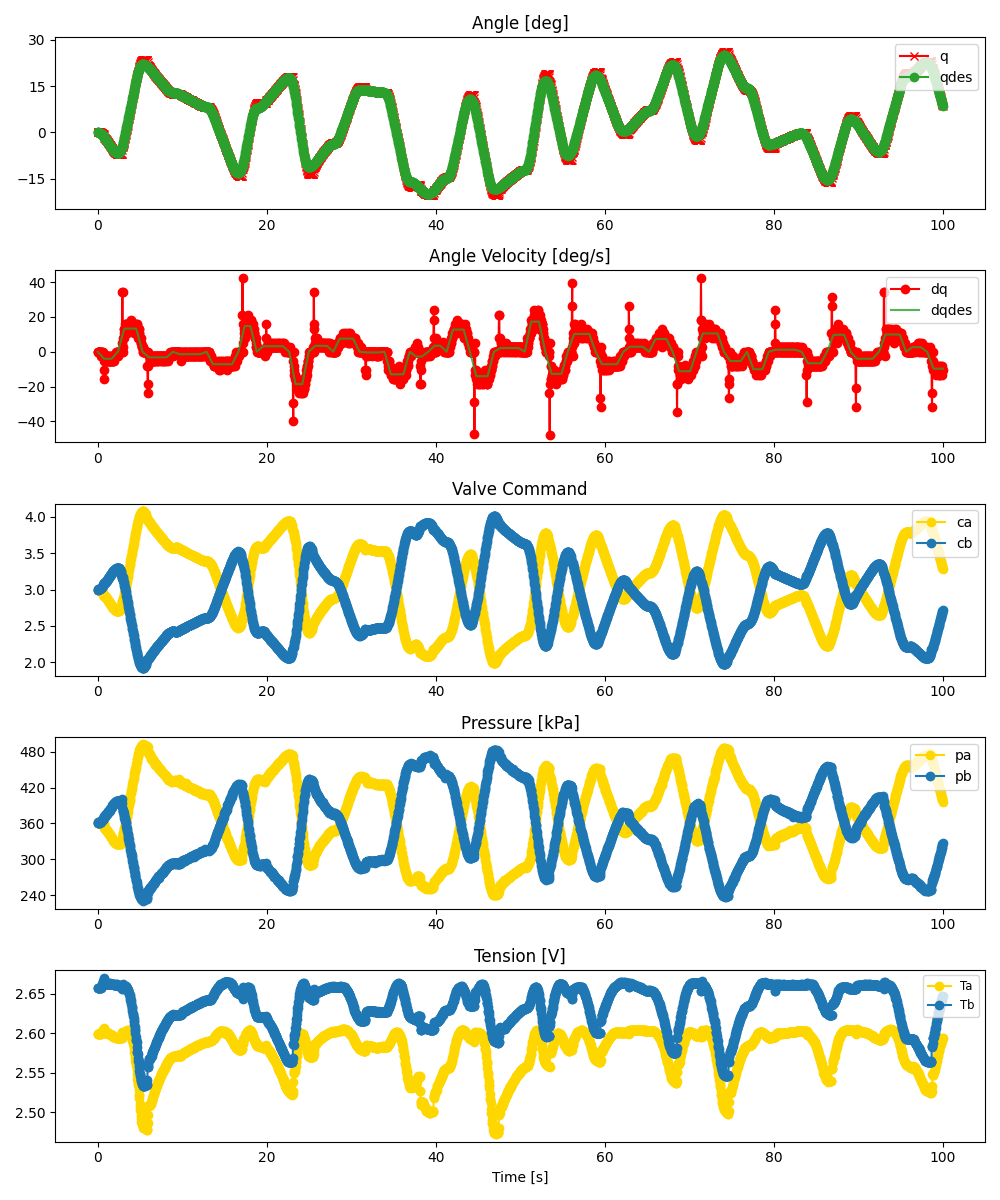 Angle [deg]
30
15
0
−15
q
qdes
0 20 40 60 80 100
Angle Velocity [deg/s]
40
20
0
−20
−40
dq
dqdes
0 20 40 60 80 100
Valve Command
4.0
3.5
3.0
2.5
2.0
ca
cb
0 20 40 60 80 100
Pressure [kPa]
480
420
360
300
240
pa
pb
0 20 40 60 80 100
Tension [V]
2.65
2.60
2.55
2.50
Ta
Tb
0 20 40 60 80 100
Time [s]